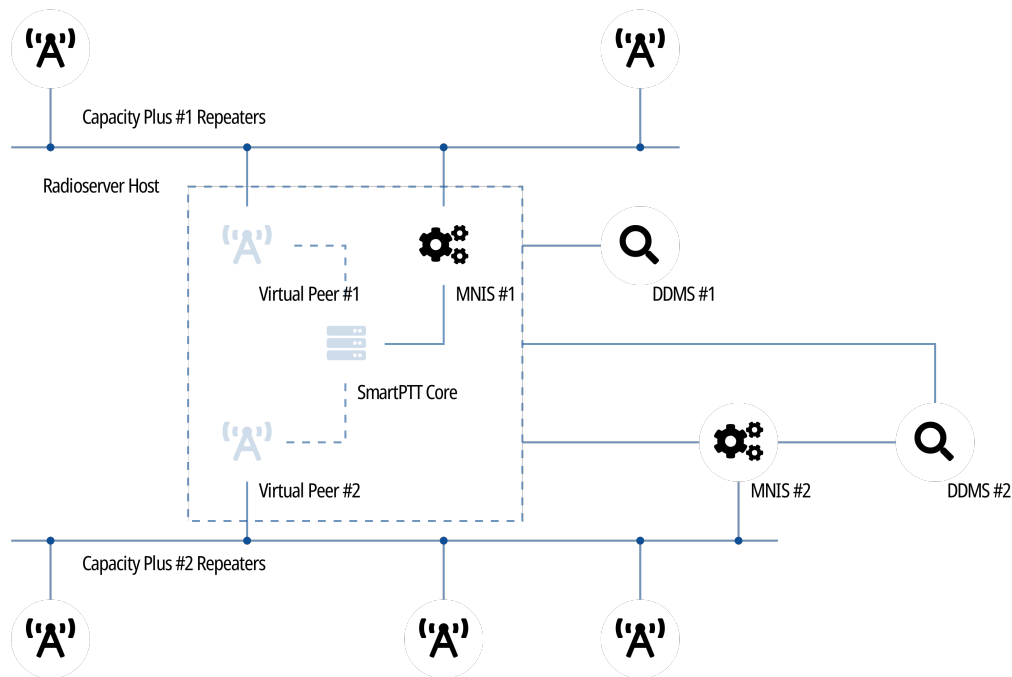 Capacity Plus #1 Repeaters
Radioserver Host
Virtual Peer #1
MNIS #1
DDMS #1
SmartPTT Core
Virtual Peer #2
MNIS #2
DDMS #2
Capacity Plus #2 Repeaters